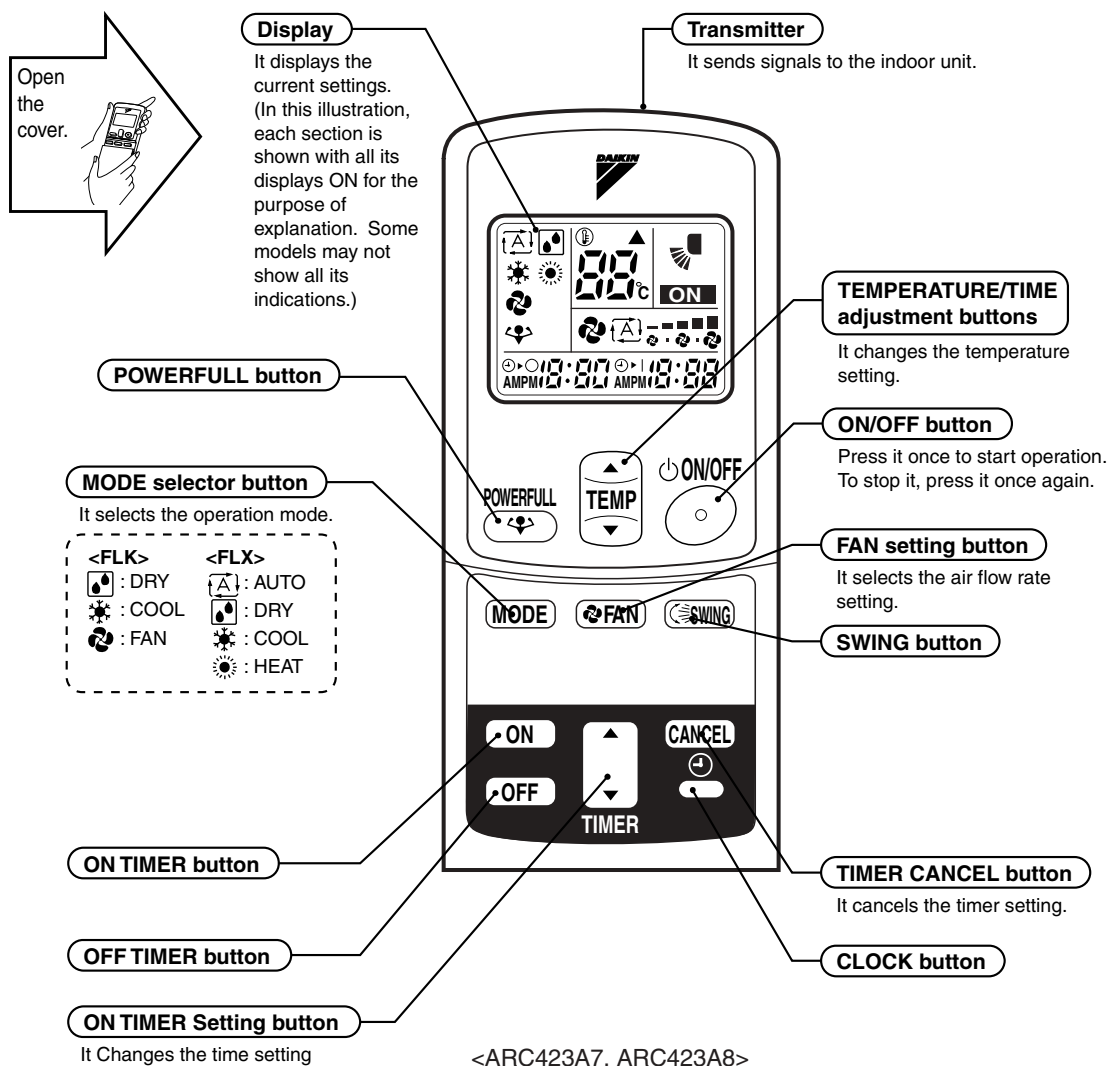 Open
the
cover.
Display
It displays the
current settings.
(In this illustration,
each section is
shown with all its
displays ON for the
purpose of
explanation. Some
models may not
show all its
indications.)
Transmitter
It sends signals to the indoor unit.
DAIKIN
A
88°C
ON
A
AMPM 18:80 AMPM 18:88
TEMPERATURE/TIME
adjustment buttons
It changes the temperature
setting.
POWERFULL button
ON/OFF button
Press it once to start operation.
To stop it, press it once again.
MODE selector button
It selects the operation mode.
<FLK> <FLX>
: DRY A : AUTO
: COOL : DRY
: FAN : COOL
: HEAT
POWERFULL
TEMP
ON/OFF
FAN setting button
It selects the air flow rate
setting.
MODE FAN SWING
SWING button
ON CANCEL
OFF
TIMER
ON TIMER button
TIMER CANCEL button
It cancels the timer setting.
OFF TIMER button
CLOCK button
ON TIMER Setting button
It Changes the time setting
<ARC423A7, ARC423A8>